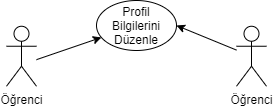 Profil
Bilgilerini
Düzenle
Öğrenci
Öğrenci